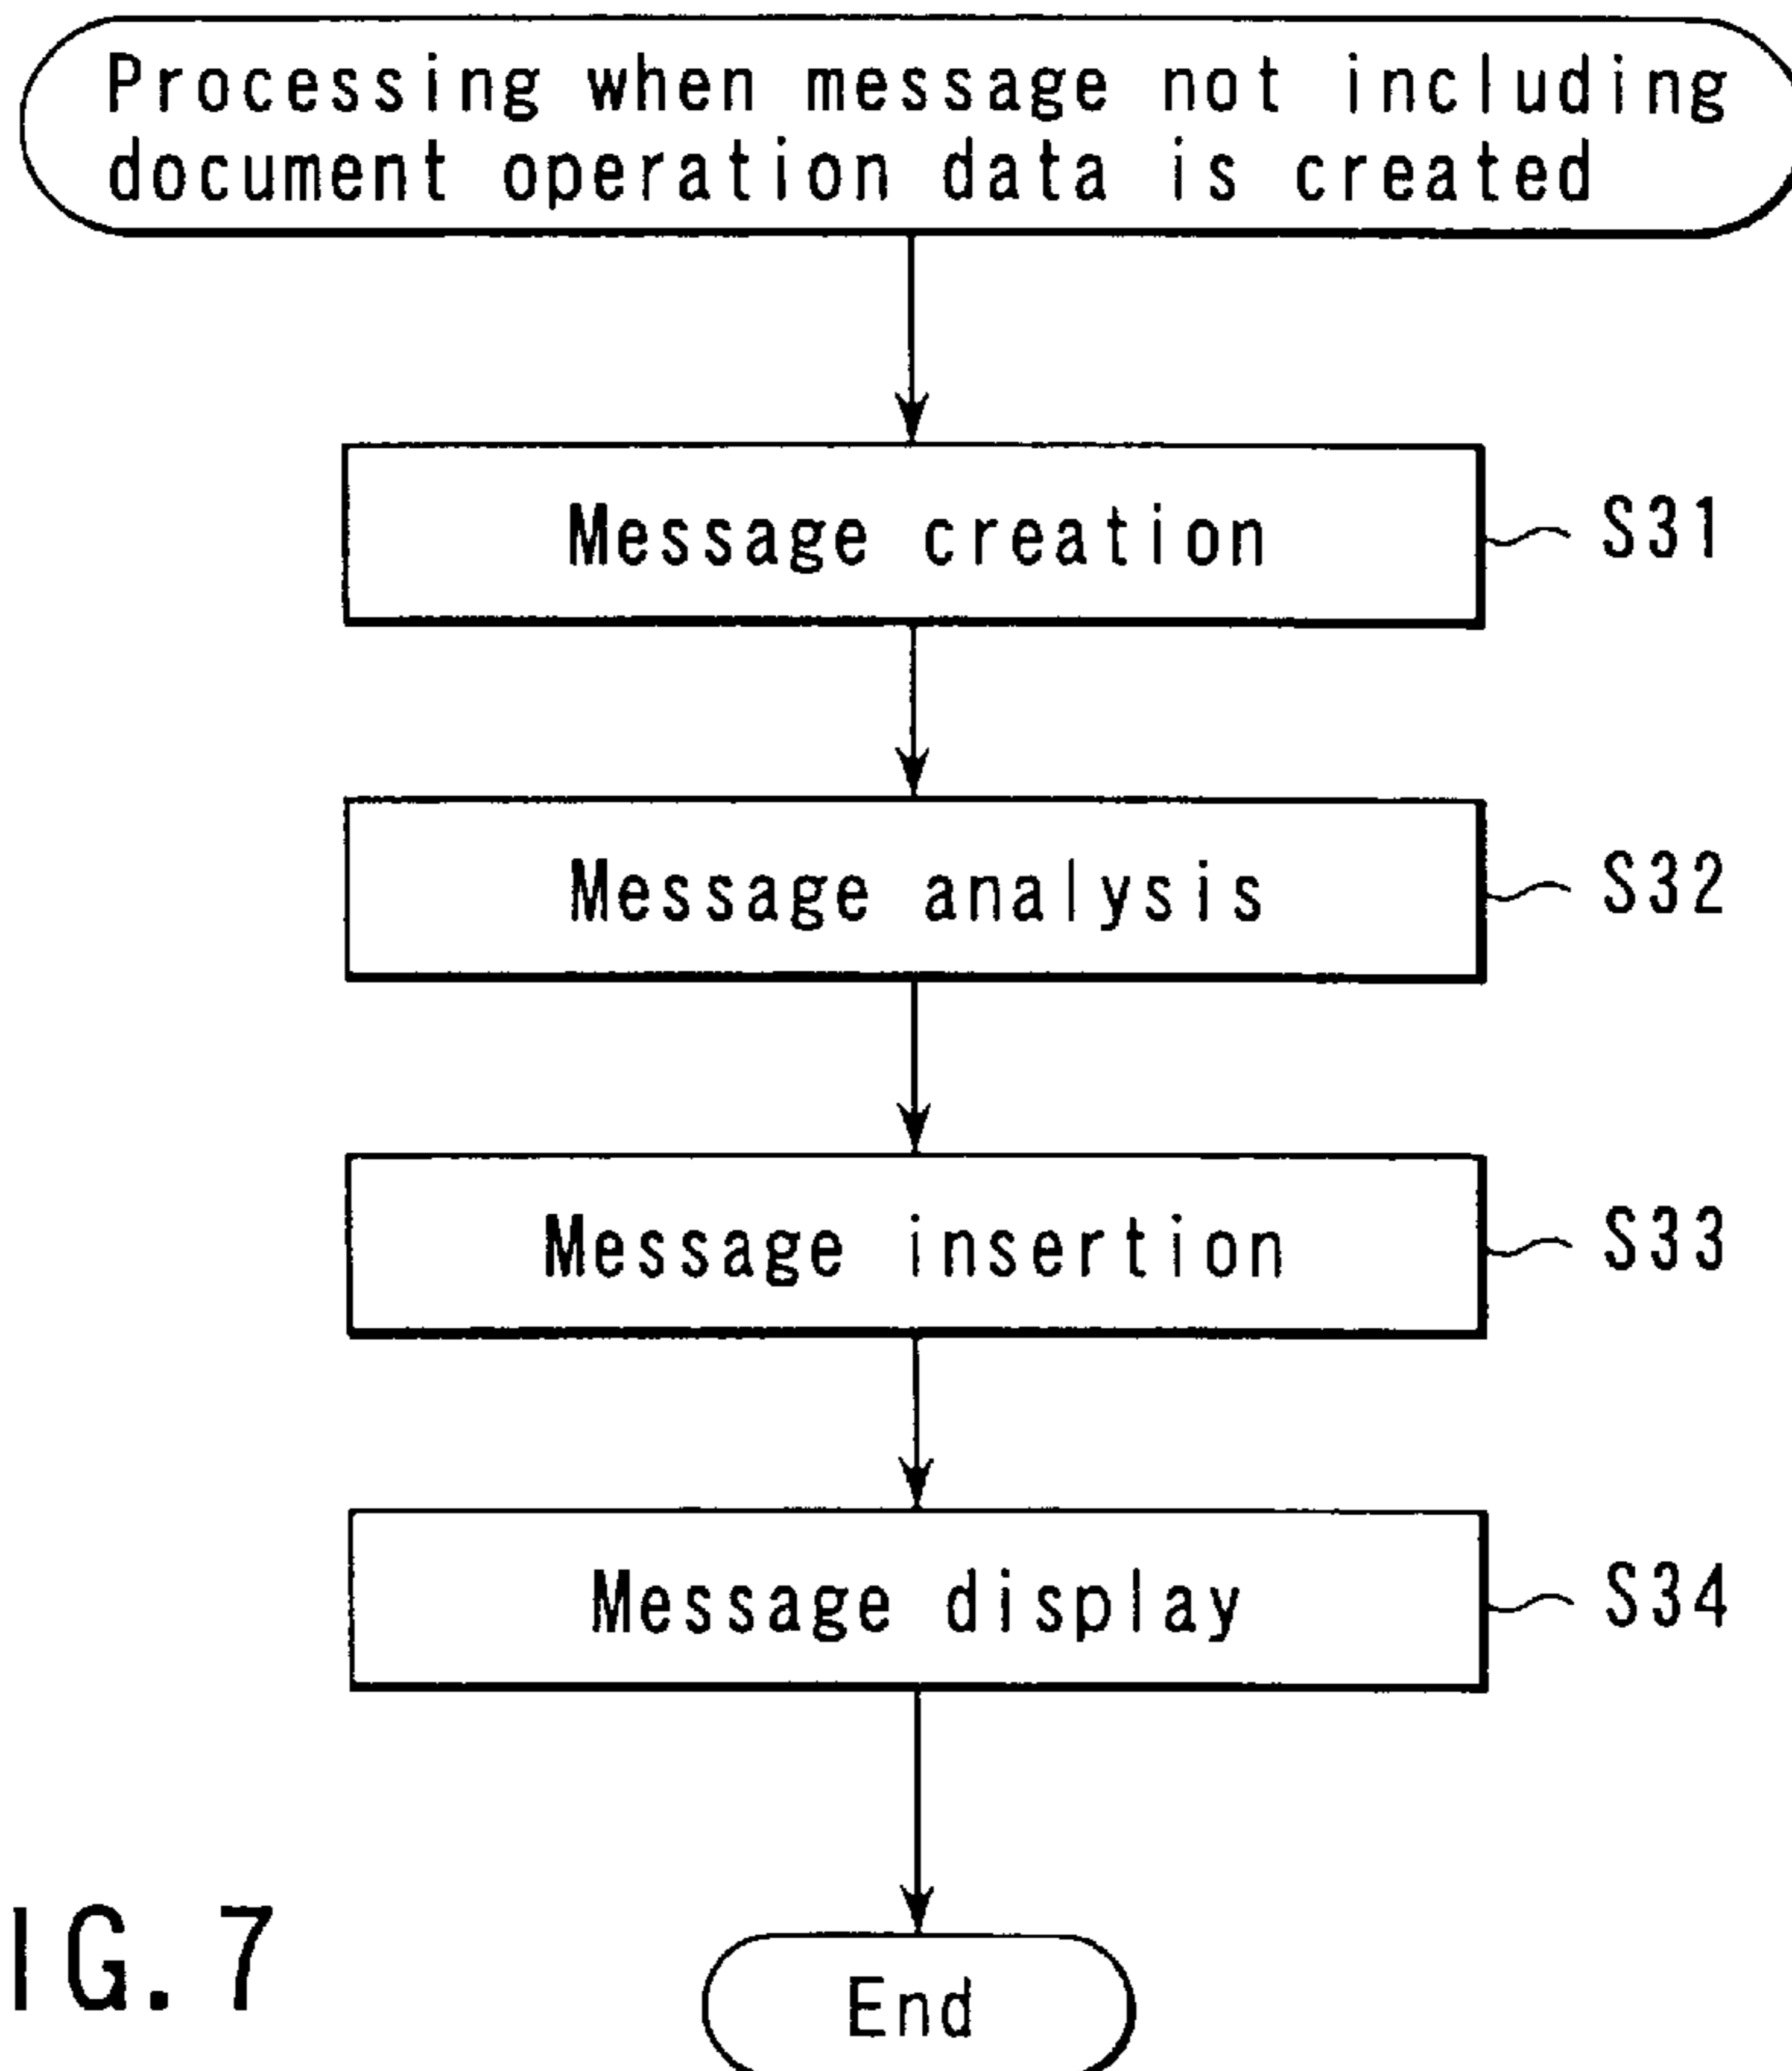 Processing when message not including
document operation data is created
Message creation
S31
Message analysis
S32
Message insertion
S33
Message display
S34
End
IG. 7